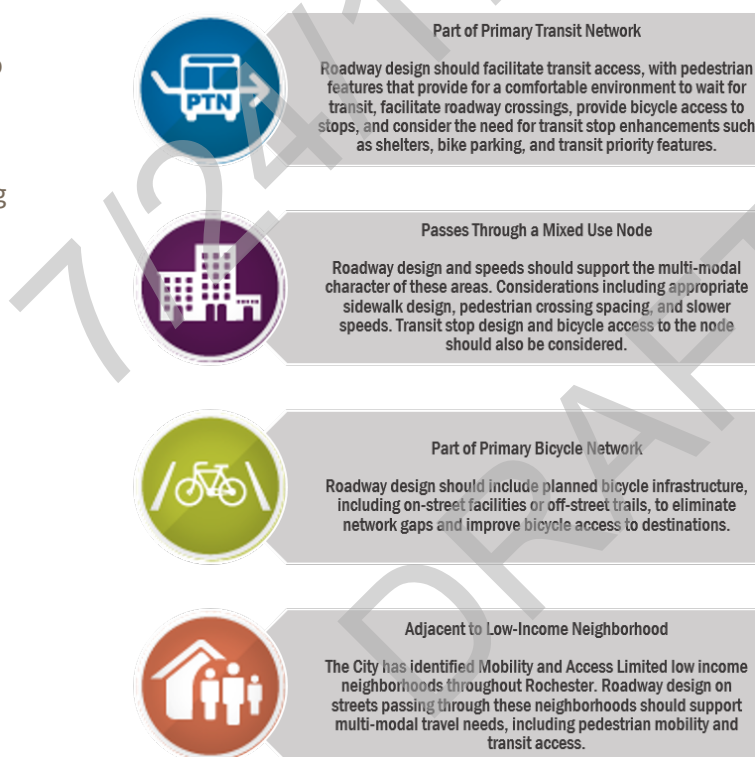 Part of Primary Transit Network
Roadway design should facilitate transit access, with pedestrian
features that provide for a comfortable environment to wait for
transit, facilitate roadway crossings, provide bicycle access to
stops, and consider the need for transit stop enhancements such
as shelters, bike parking, and transit priority features.
PTN
Passes Through a Mixed Use Node
Roadway design and speeds should support the multi-modal
character of these areas. Considerations including appropriate
sidewalk design, pedestrian crossing spacing, and slower
speeds. Transit stop design and bicycle access to the node
should also be considered.
Part of Primary Bicycle Network
Roadway design should include planned bicycle infrastructure,
including on-street facilities or off-street trails, to eliminate
network gaps and improve bicycle access to destinations.
Adjacent to Low-Income Neighborhood
The City has identified Mobility and Access Limited low income
neighborhoods throughout Rochester. Roadway design on
streets passing through these neighborhoods should support
multi-modal travel needs, including pedestrian mobility and
transit access.
7/24/1
DRAFT